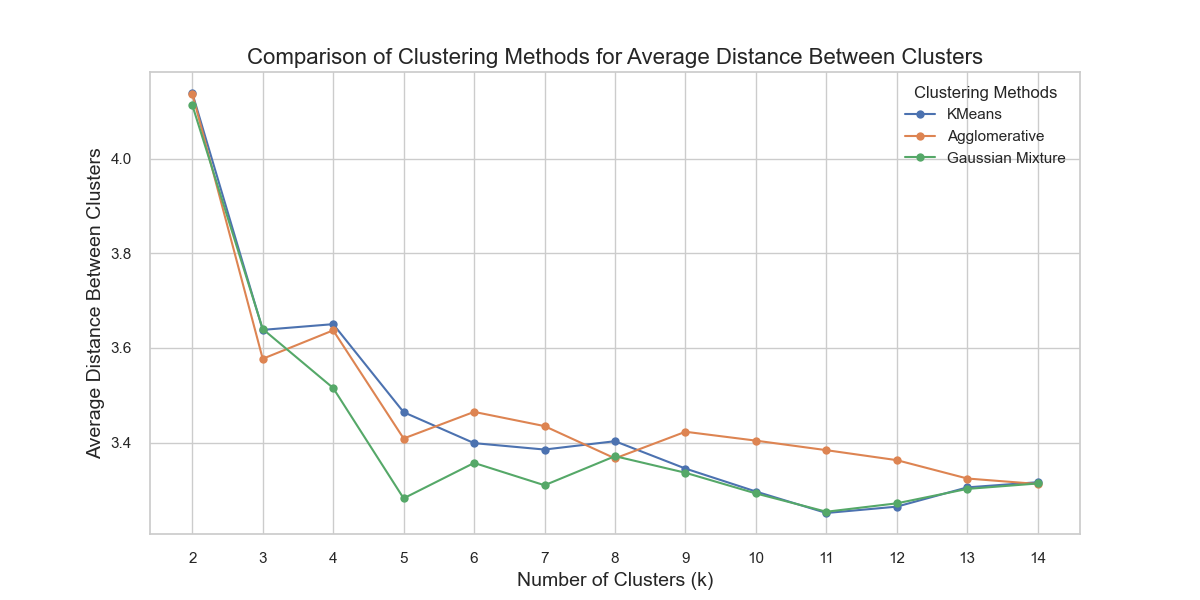 Comparison of Clustering Methods for Average Distance Between Clusters
Clustering Methods
KMeans
Agglomerative
Gaussian Mixture
Average Distance Between Clusters
4.0
3.8
3.6
3.4
2 3 4 5 6 7 8 9 10 11 12 13 14
Number of Clusters (k)